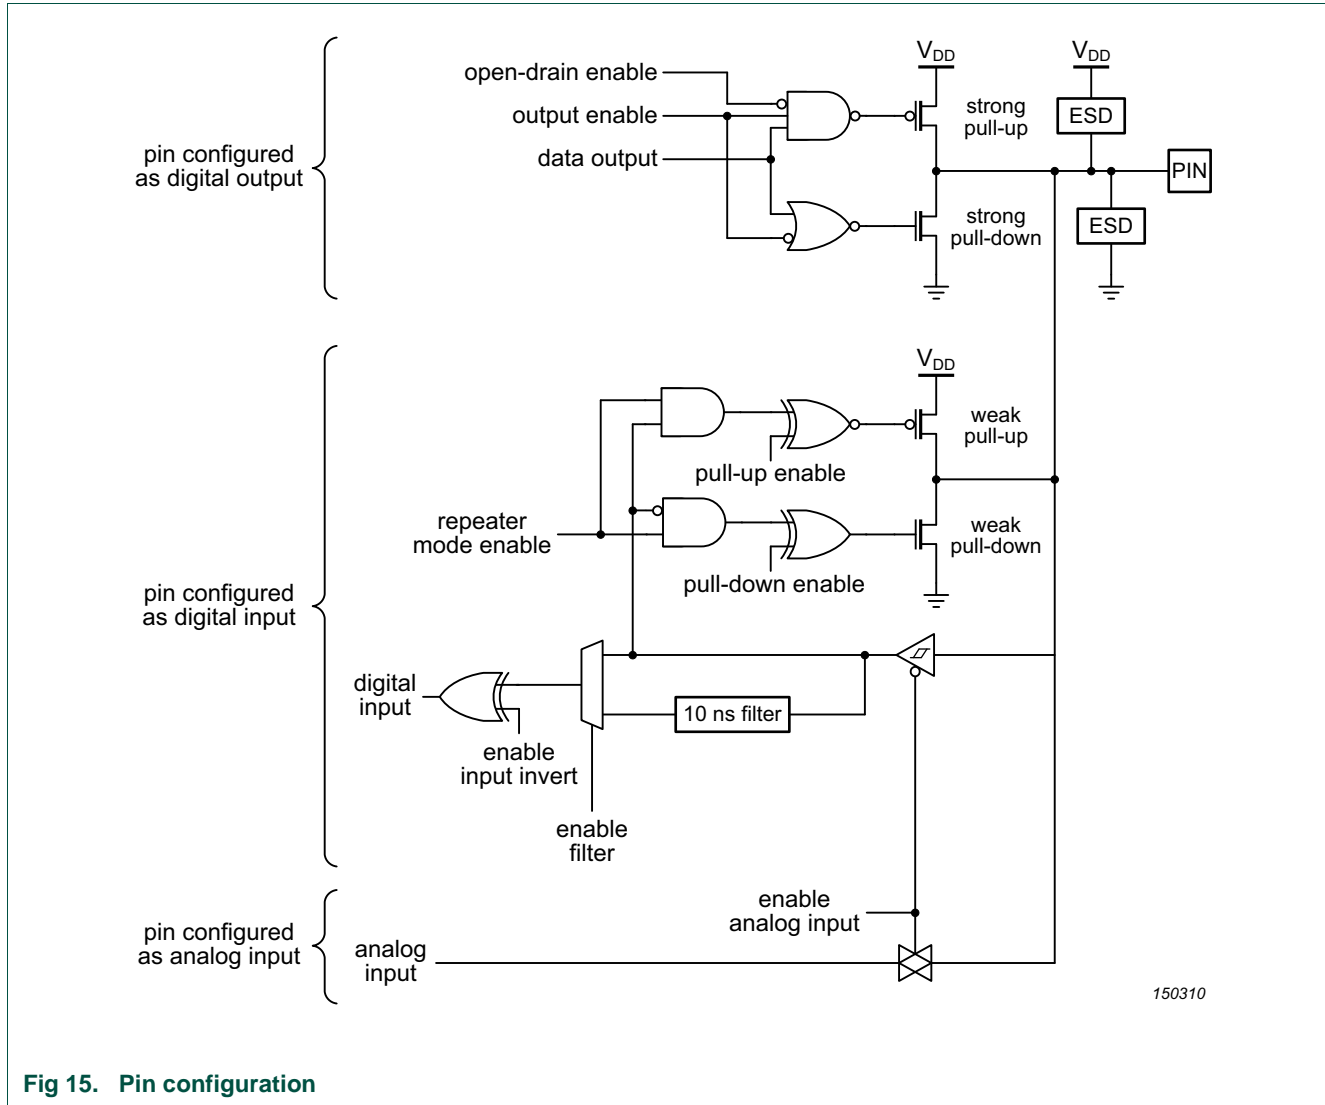 V_DD
V_DD
open-drain enable
output enable
data output
strong
pull-up
ESD
pin configured
as digital output
PIN
strong
pull-down
ESD
V_DD
weak
pull-up
pull-up enable
repeater
mode enable
weak
pull-down
pull-down enable
pin configured
as digital input
digital
input
10 ns filter
enable
input invert
enable
filter
enable
analog input
pin configured
as analog input
analog
input
150310
Fig 15. Pin configuration